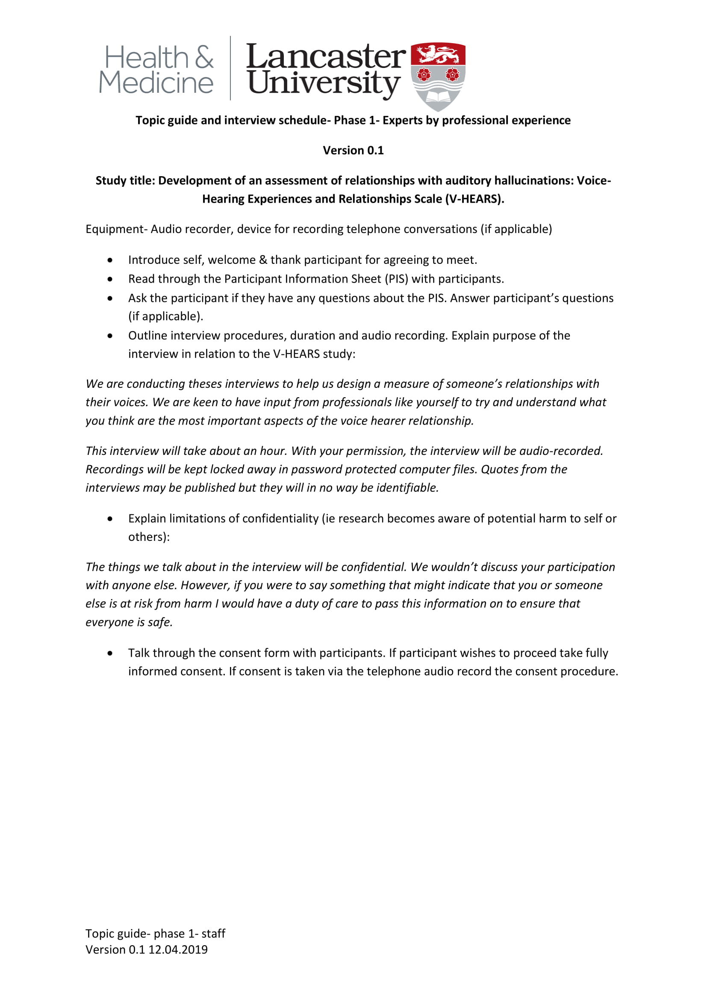 Health &
Medicine
Lancaster
University
Topic guide and interview schedule- Phase 1- Experts by professional experience
Version 0.1
Study title: Development of an assessment of relationships with auditory hallucinations: Voice-
Hearing Experiences and Relationships Scale (V-HEARS).
Equipment- Audio recorder, device for recording telephone conversations (if applicable)
• Introduce self, welcome & thank participant for agreeing to meet.
• Read through the Participant Information Sheet (PIS) with participants.
• Ask the participant if they have any questions about the PIS. Answer participant’s questions
(if applicable).
• Outline interview procedures, duration and audio recording. Explain purpose of the
interview in relation to the V-HEARS study:
We are conducting theses interviews to help us design a measure of someone’s relationships with
their voices. We are keen to have input from professionals like yourself to try and understand what
you think are the most important aspects of the voice hearer relationship.
This interview will take about an hour. With your permission, the interview will be audio-recorded.
Recordings will be kept locked away in password protected computer files. Quotes from the
interviews may be published but they will in no way be identifiable.
• Explain limitations of confidentiality (ie research becomes aware of potential harm to self or
others):
The things we talk about in the interview will be confidential. We wouldn’t discuss your participation
with anyone else. However, if you were to say something that might indicate that you or someone
else is at risk from harm I would have a duty of care to pass this information on to ensure that
everyone is safe.
• Talk through the consent form with participants. If participant wishes to proceed take fully
informed consent. If consent is taken via the telephone audio record the consent procedure.
Topic guide- phase 1- staff
Version 0.1 12.04.2019